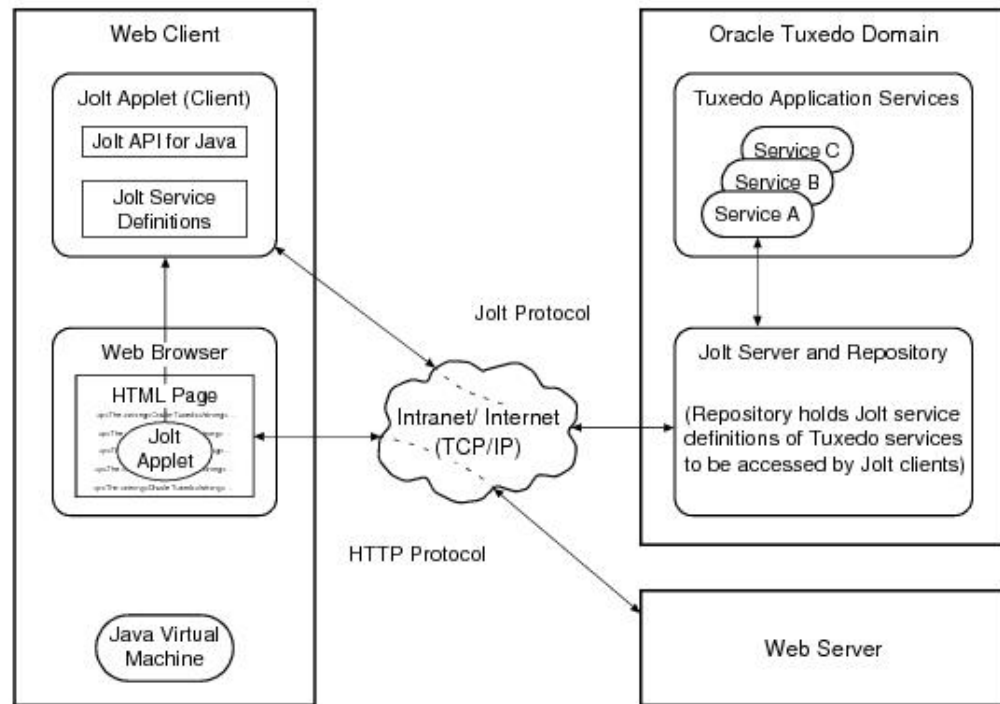 Web Client
Jolt Applet (Client)
Jolt API for Java
Jolt Service
Definitions
Web Browser
HTML Page
Jolt
Applet
Java Virtual
Machine
Jolt Protocol
Intranet/ Internet
(TCP/IP)
HTTP Protocol
Oracle Tuxedo Domain
Tuxedo Application Services
Service C
Service B
Service A
Jolt Server and Repository
(Repository holds Jolt service
definitions of Tuxedo services
to be accessed by Jolt clients)
Web Server